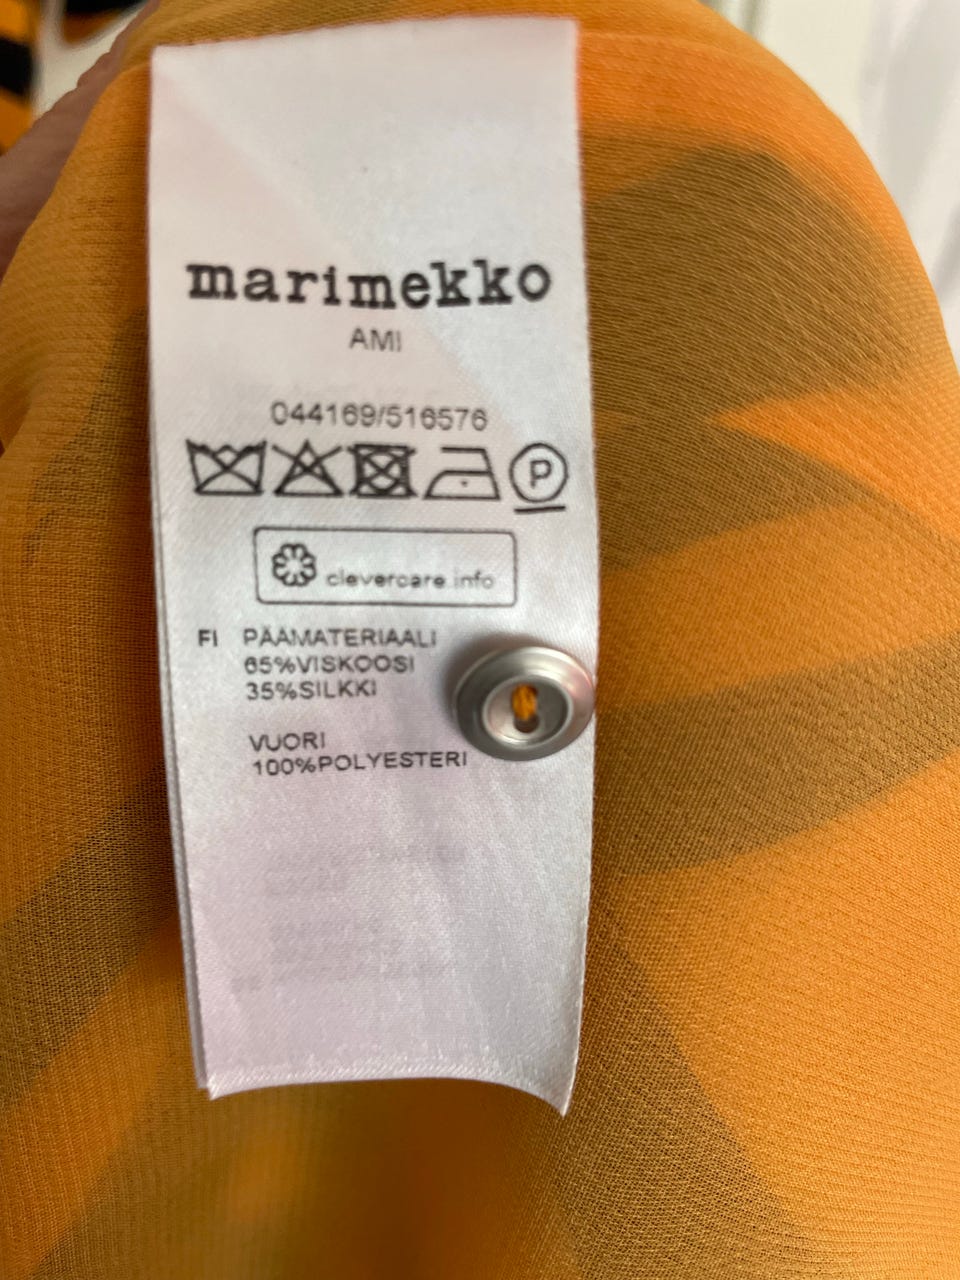 marimekko
AMI
044169/516576
P
clevercare.info
FI PÄÄMATERIAALI
65%VISKOOSI
35%SILKKI
VUORI
100%POLYESTERI